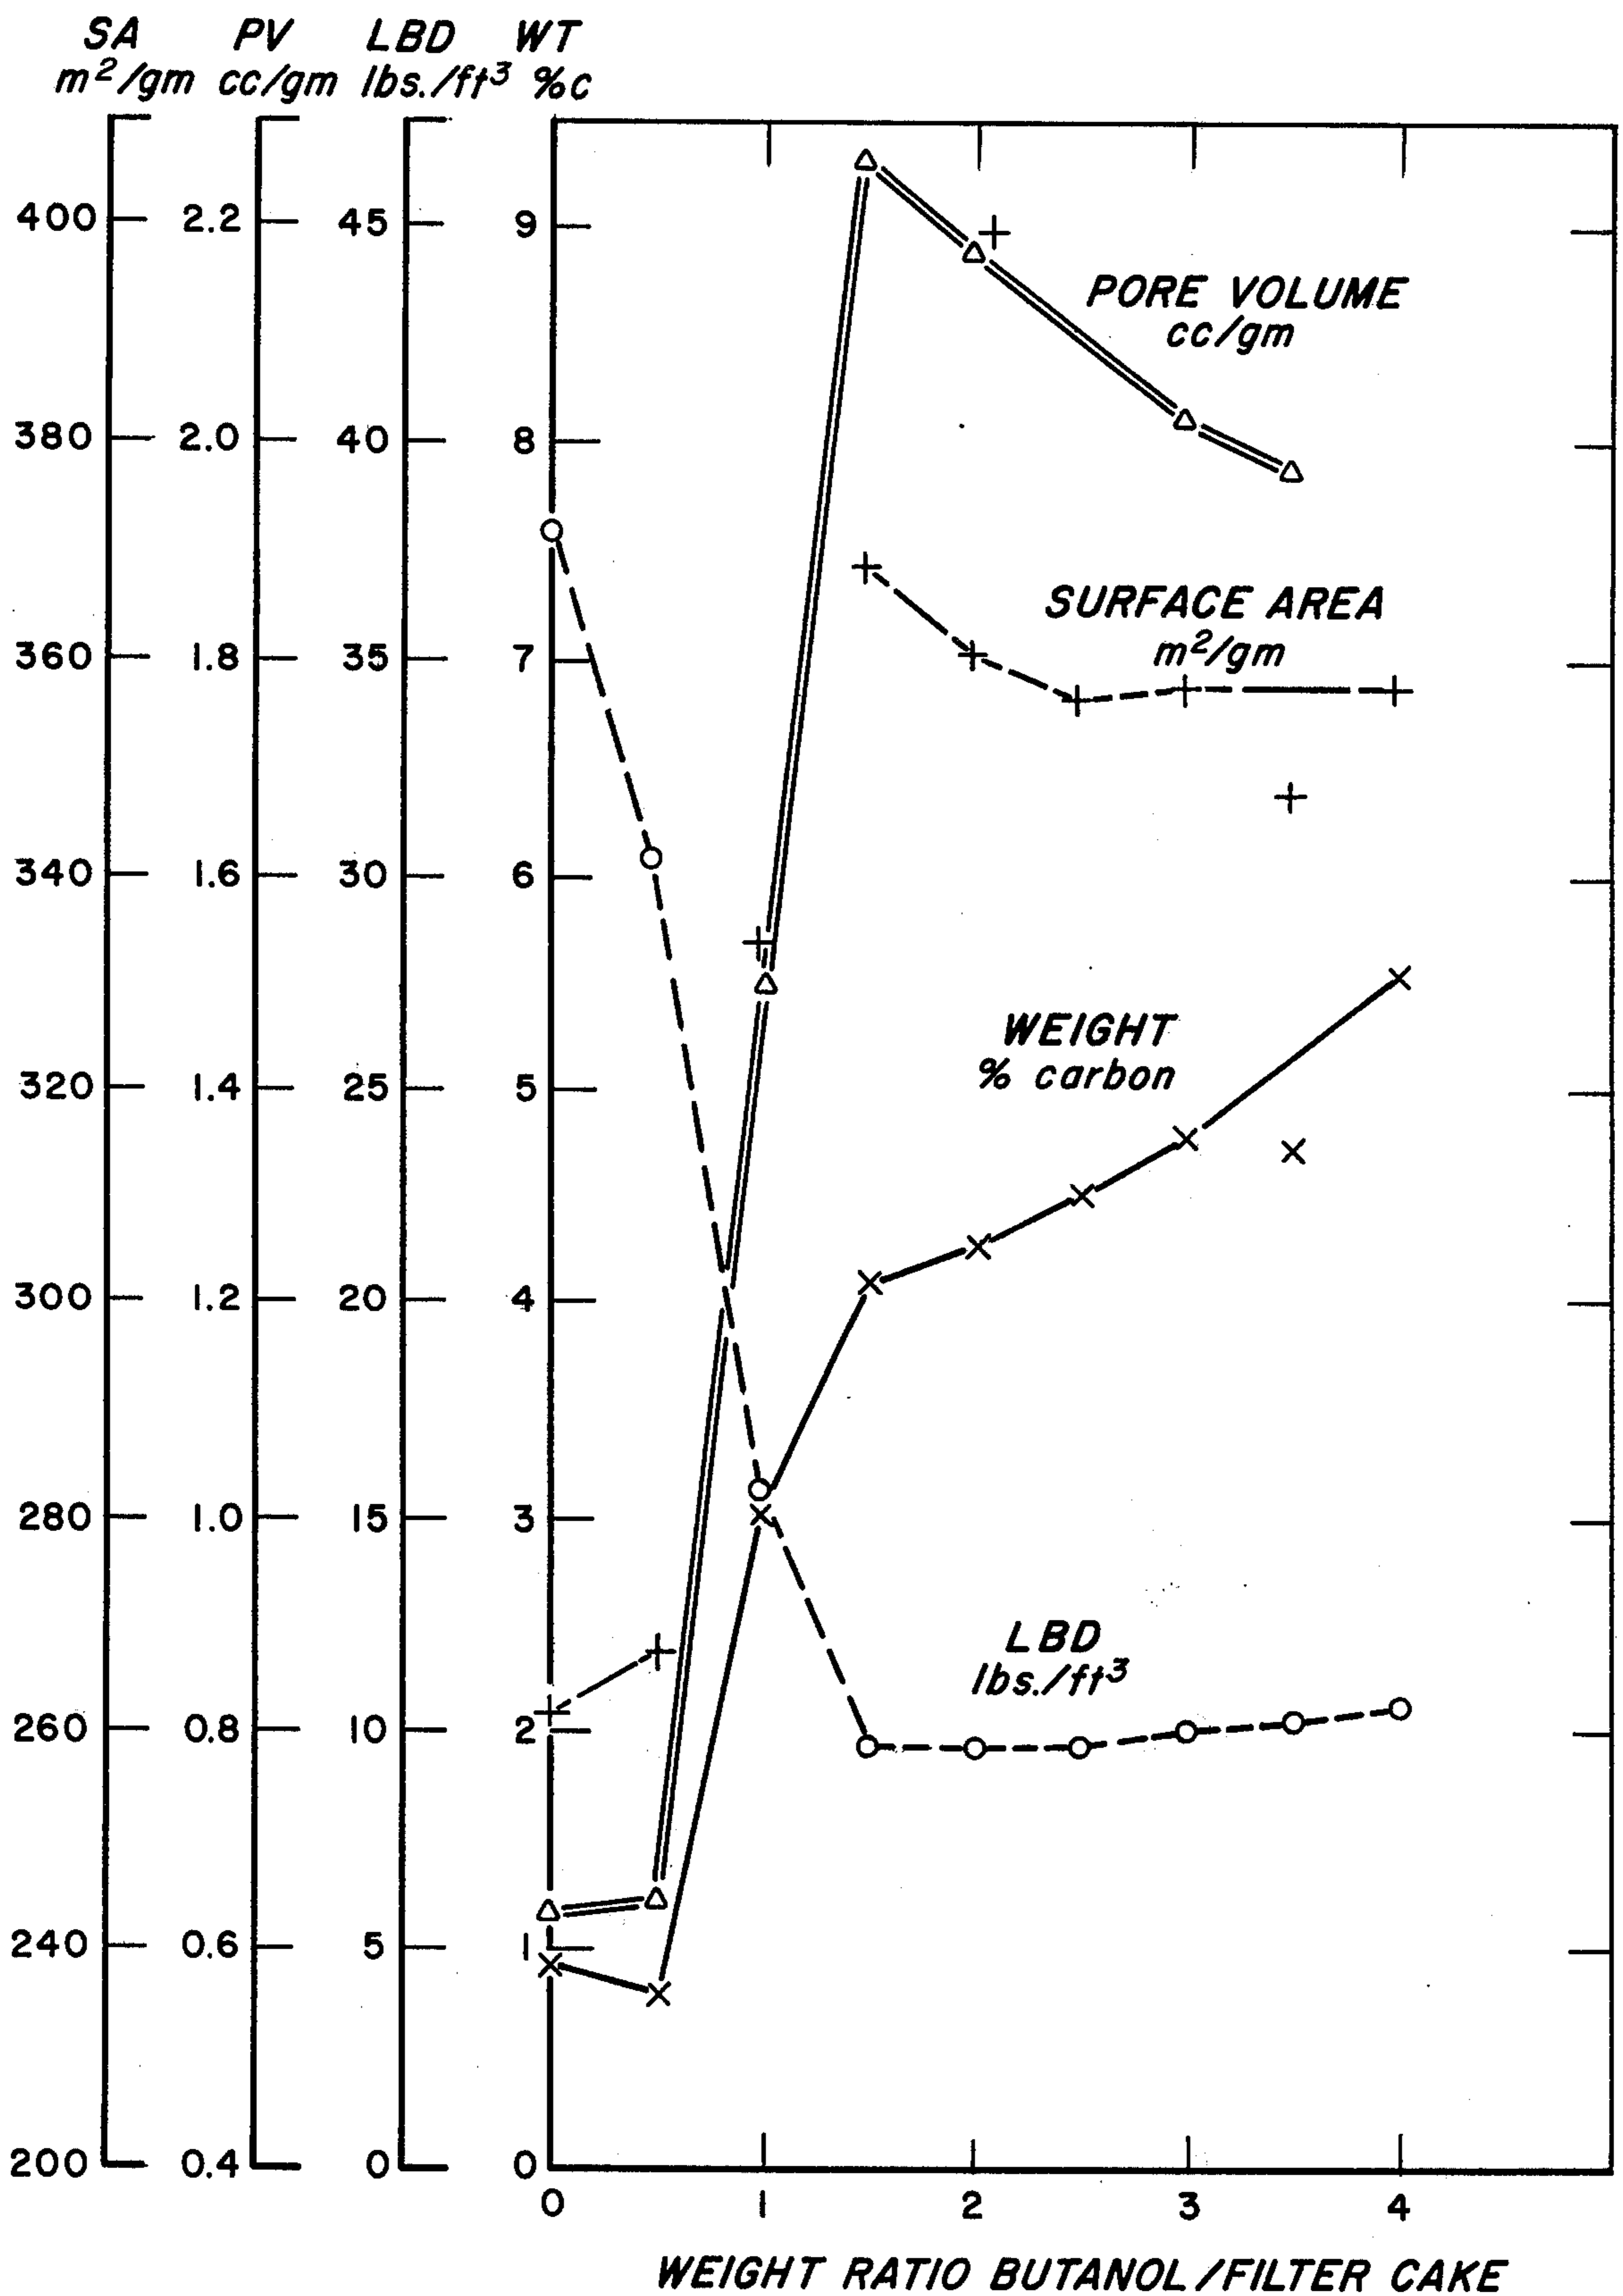 SA PV LBD WT
m²/gm cc/gm lbs./ft³ %c
400 2.2 45 9
PORE VOLUME
cc/gm
380 2.0 40 8
SURFACE AREA
m²/gm
360 1.8 35 7
340 1.6 30 6
WEIGHT
% carbon
320 1.4 25 5
300 1.2 20 4
280 1.0 15 3
LBD
lbs./ft³
260 0.8 10 2
240 0.6 5 1
200 0.4 0 0
0 1 2 3 4
WEIGHT RATIO BUTANOL/FILTER CAKE